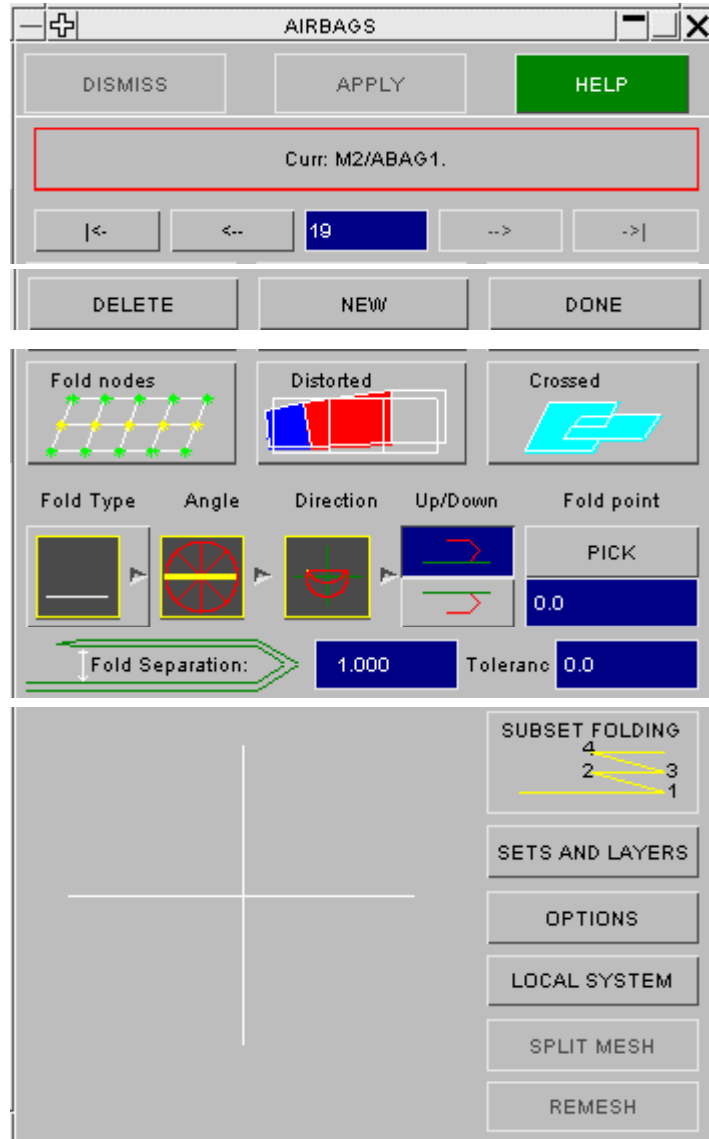 AIRBAGS
DISMISS APPLY HELP
Curr: M2/ABAG1.
|<- <-- 19 --> ->|
DELETE NEW DONE
Fold nodes Distorted Crossed
Fold Type Angle Direction Up/Down Fold point
PICK
0.0
Fold Separation: 1.000 Toleranc 0.0
SUBSET FOLDING
4
2 3
1
SETS AND LAYERS
OPTIONS
LOCAL SYSTEM
SPLIT MESH
REMESH